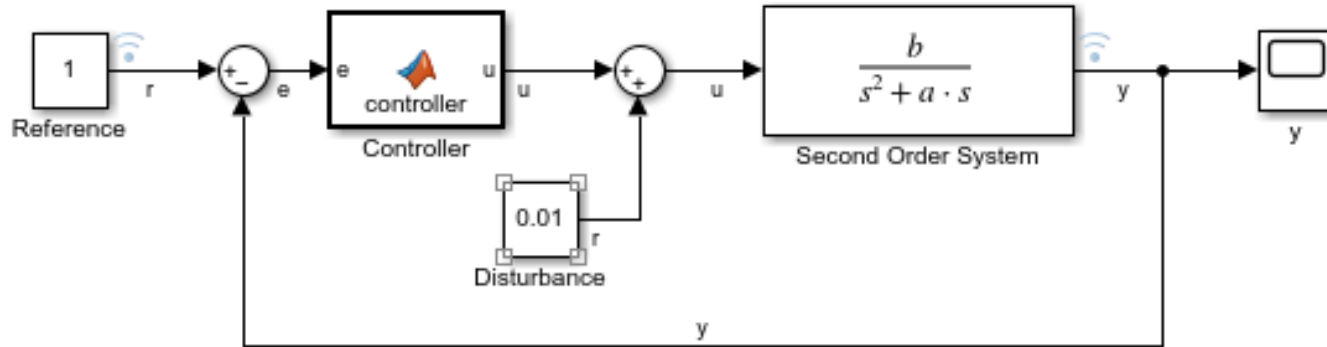 1
r
Reference
+
−
e
e
controller
u
Controller
u
+
+
0.01
r
Disturbance
u
b
s² + a · s
Second Order System
y
y
y